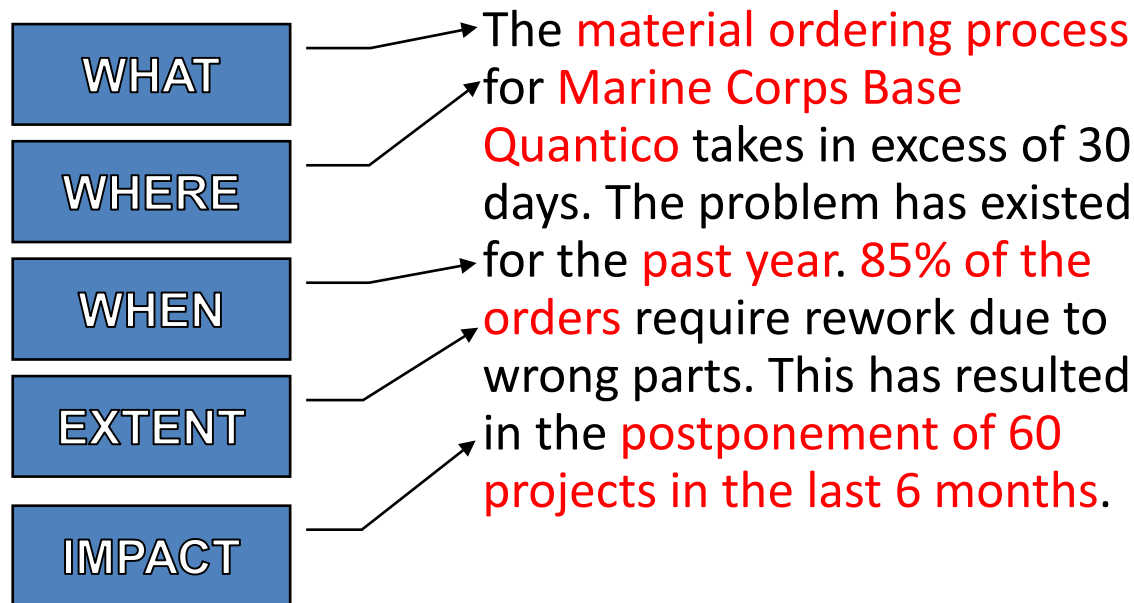 WHAT
WHERE
WHEN
EXTENT
IMPACT
The material ordering process
for Marine Corps Base
Quantico takes in excess of 30
days. The problem has existed
for the past year. 85% of the
orders require rework due to
wrong parts. This has resulted
in the postponement of 60
projects in the last 6 months.